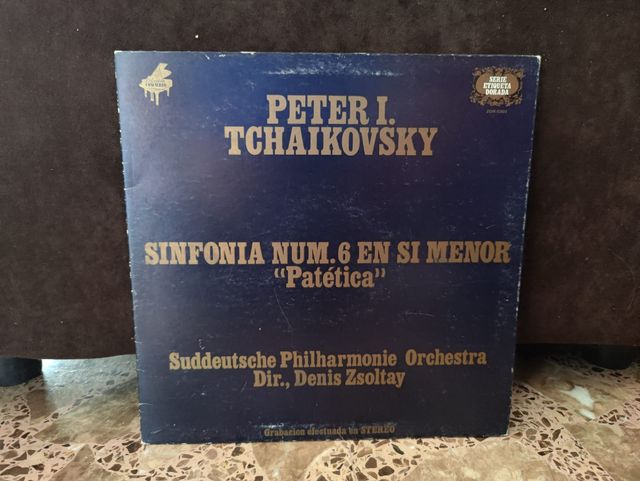 SERIE
ETIQUETA
DORADA
PETER I.
TCHAIKOVSKY
SINFONIA NUM. 6 EN SI MENOR
"Patética"
Suddeutsche Philharmonie Orchestra
Dir., Denis Zsoltay
Grabacion efectuada en STEREO